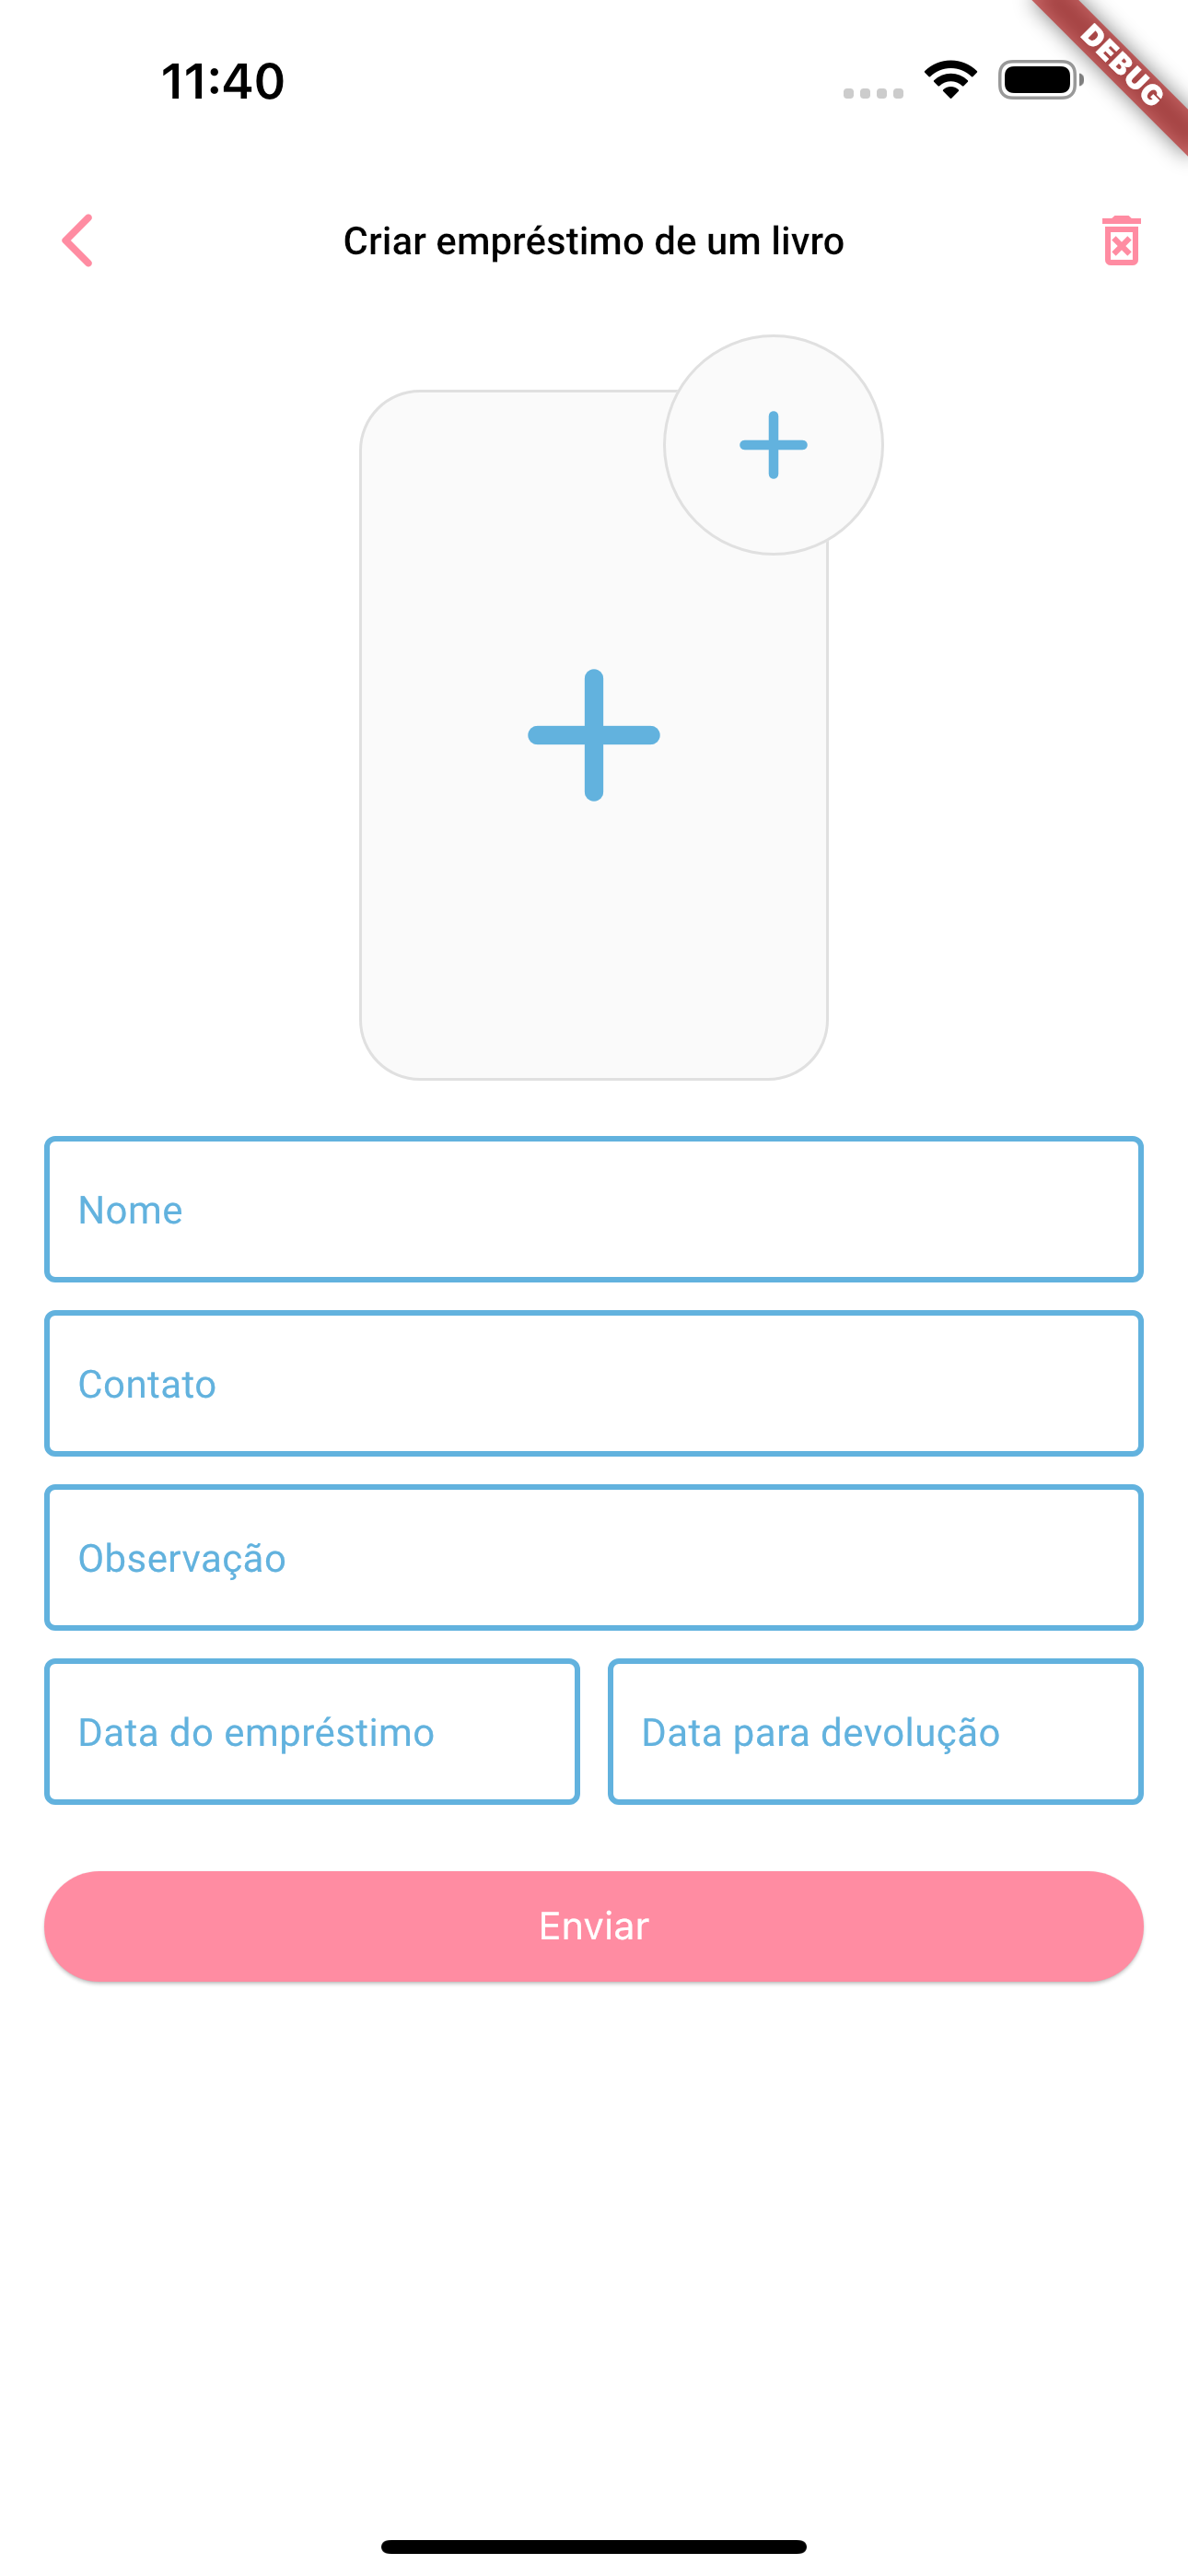 11:40
DEBUG
Criar empréstimo de um livro
Nome
Contato
Observação
Data do empréstimo
Data para devolução
Enviar